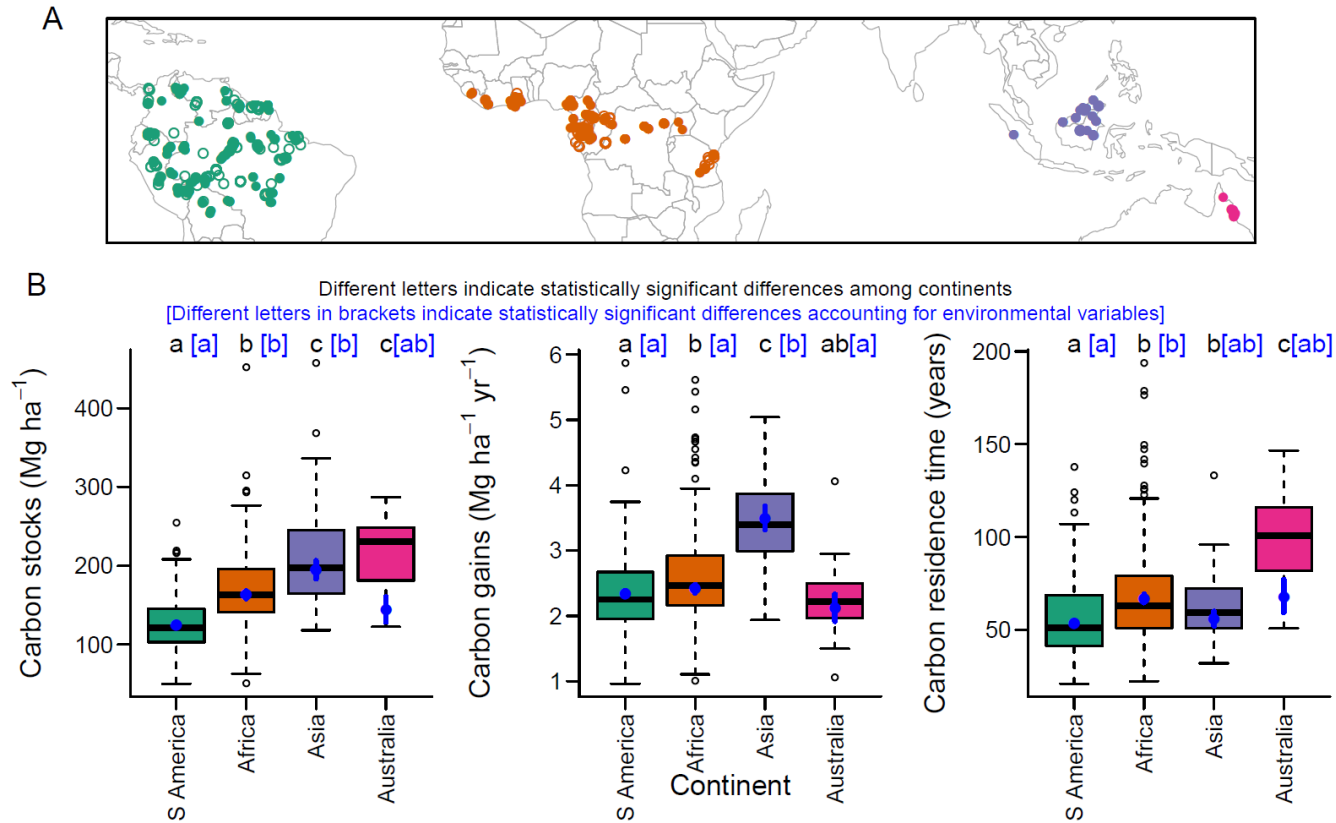 A
B
Different letters indicate statistically significant differences among continents
[Different letters in brackets indicate statistically significant differences accounting for environmental variables]
a [a] b [b] c [b] c[ab]
Carbon stocks (Mg ha⁻¹)
400
300
200
100
S America
Africa
Asia
Australia
a [a] b [a] c [b] ab[a]
Carbon gains (Mg ha⁻¹ yr⁻¹)
6
5
4
3
2
1
S America
Africa
Asia
Australia
Continent
a [a] b [b] b[ab] c[ab]
Carbon residence time (years)
200
150
100
50
S America
Africa
Asia
Australia